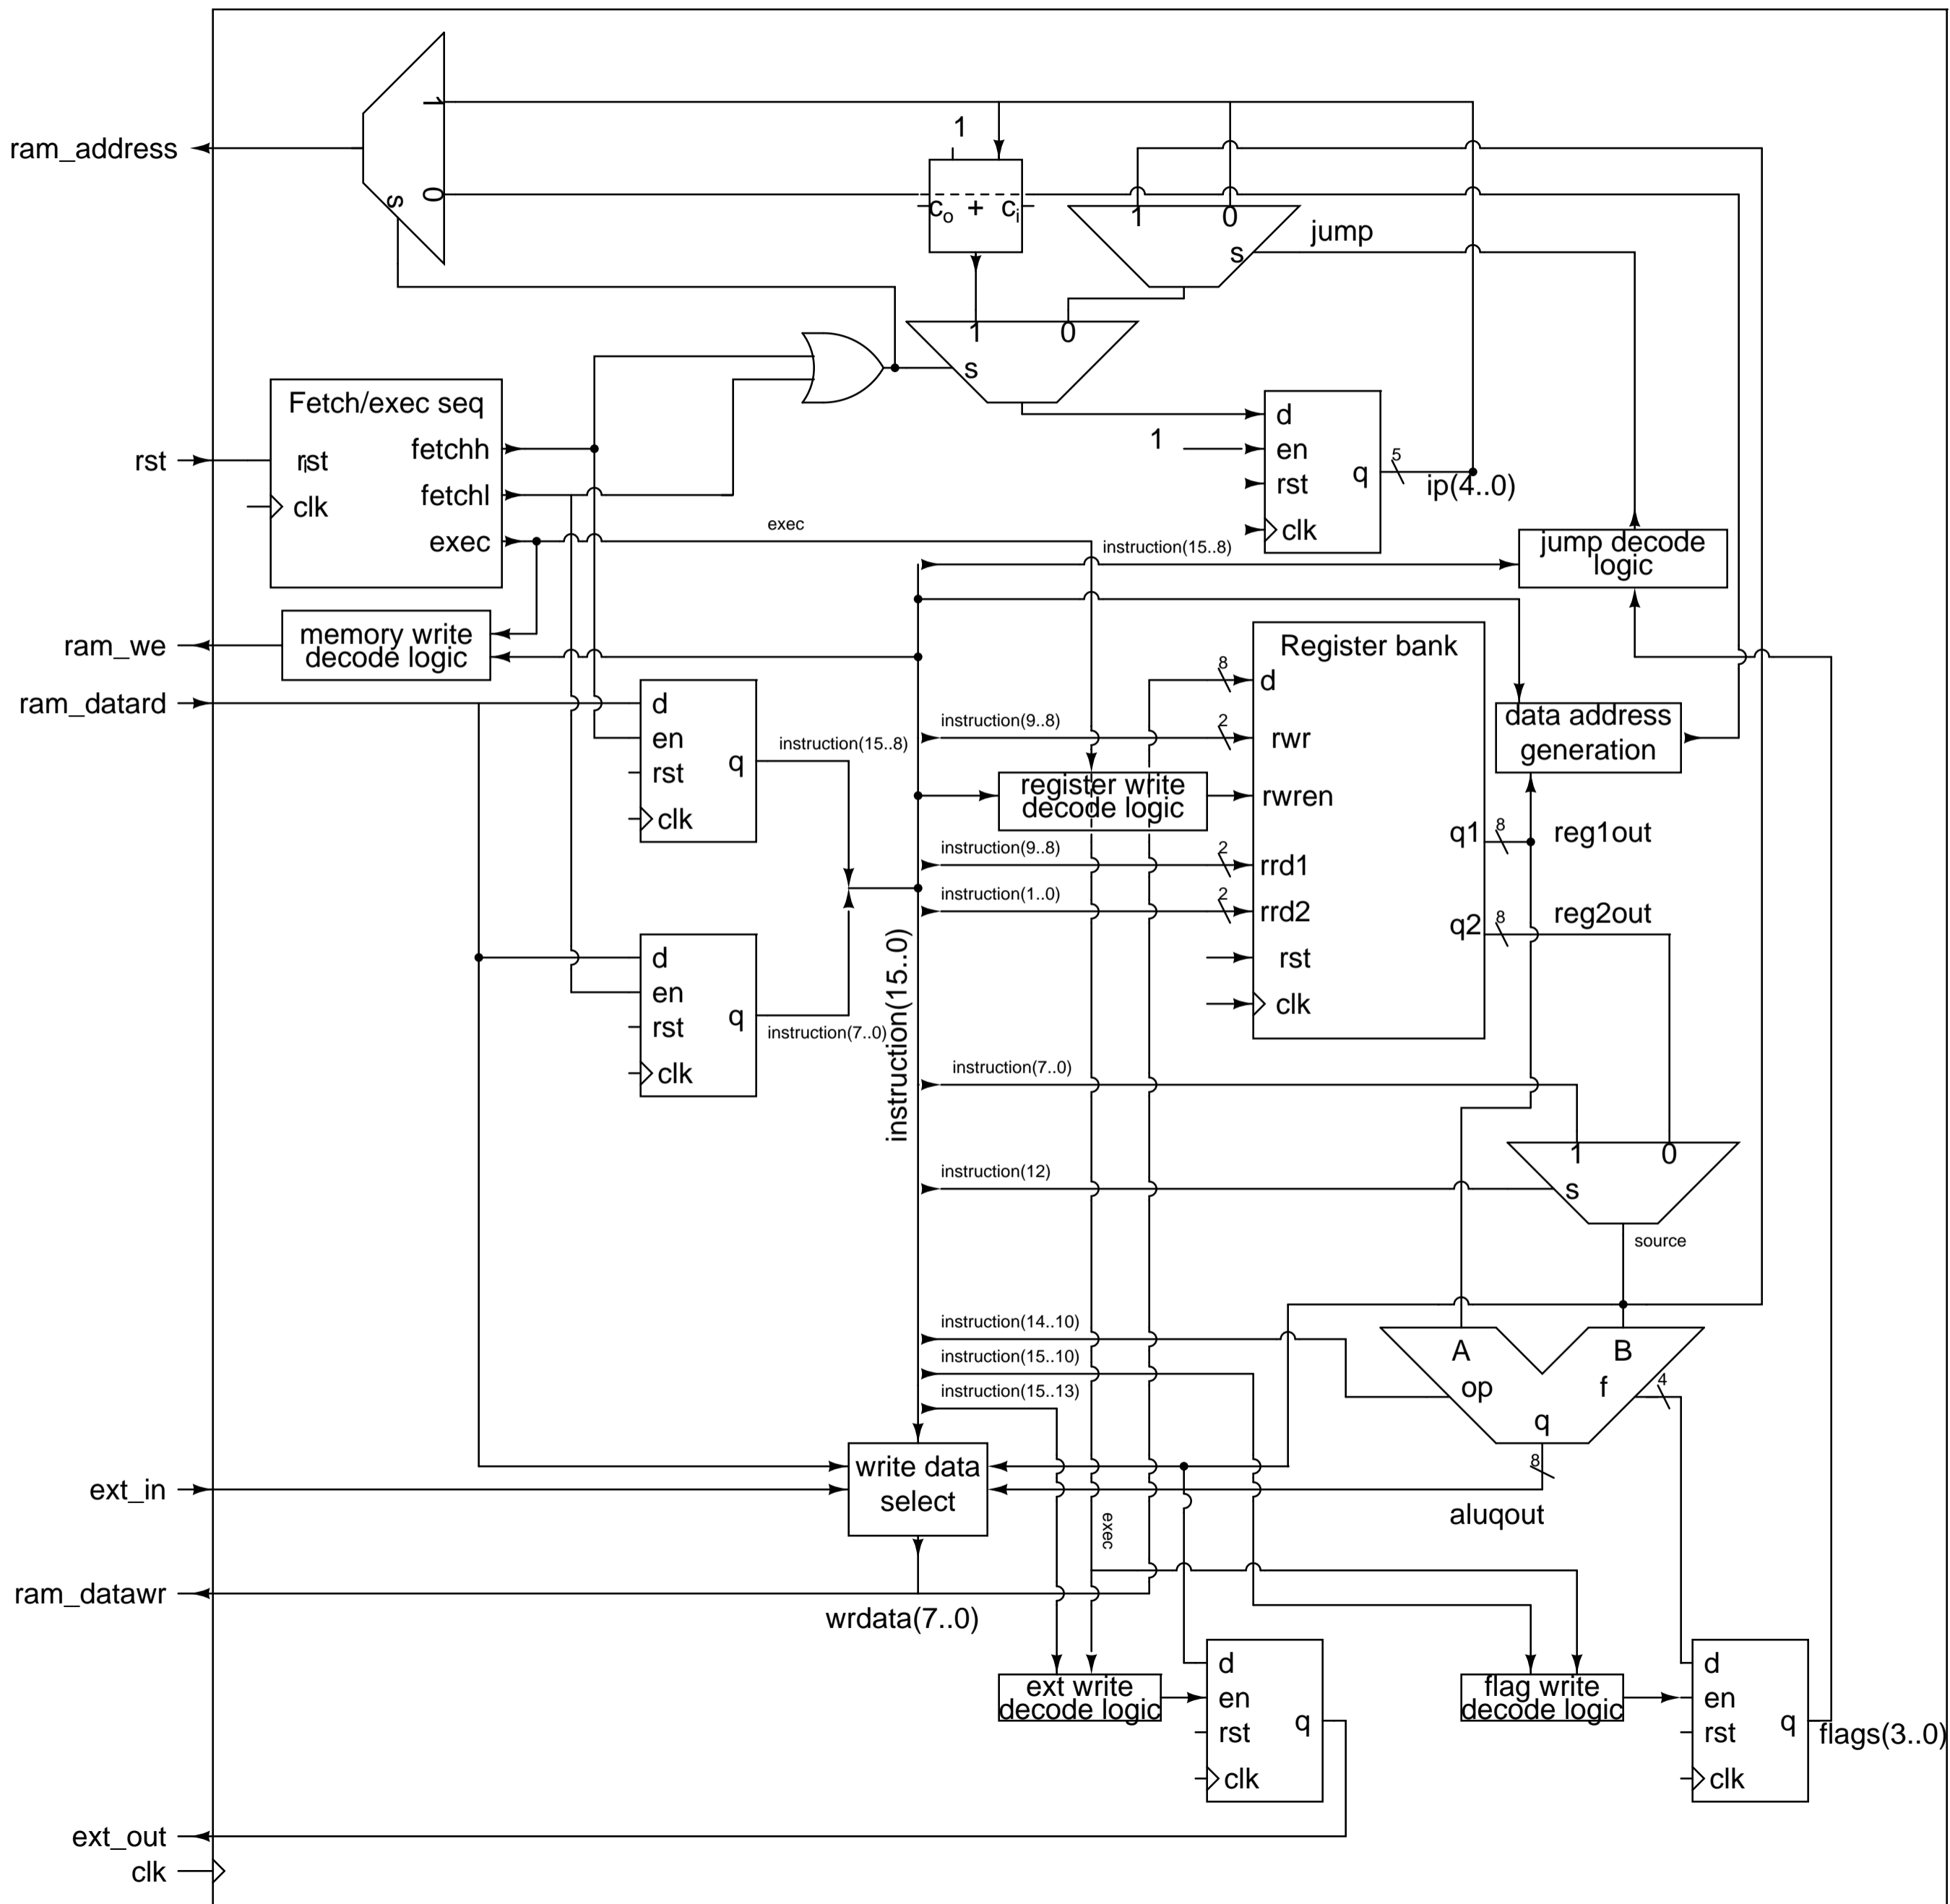 1
ram_address
1
0
s
c_o + c_i
1
0
s
jump
1
0
s
Fetch/exec seq
fetchh
rst
rst
fetchl
clk
exec
exec
d
1
en
rst
q
5
ip(4..0)
clk
instruction(15..8)
jump decode
logic
ram_we
memory write
decode logic
Register bank
ram_datard
d
en
rst
q
clk
instruction(15..8)
8
d
instruction(9..8)
2
rwr
data address
generation
register write
decode logic
rwren
q1
8
reg1out
instruction(9..8)
2
rrd1
instruction(1..0)
2
rrd2
q2
8
reg2out
rst
clk
d
en
rst
q
clk
instruction(7..0)
instruction(15..0)
instruction(7..0)
1
0
instruction(12)
s
source
instruction(14..10)
instruction(15..10)
instruction(15..13)
A
B
op
f
4
q
8
write data
select
ext_in
aluqout
exec
ram_datawr
wrdata(7..0)
ext write
decode logic
d
en
rst
q
clk
flag write
decode logic
d
en
rst
q
clk
flags(3..0)
ext_out
clk